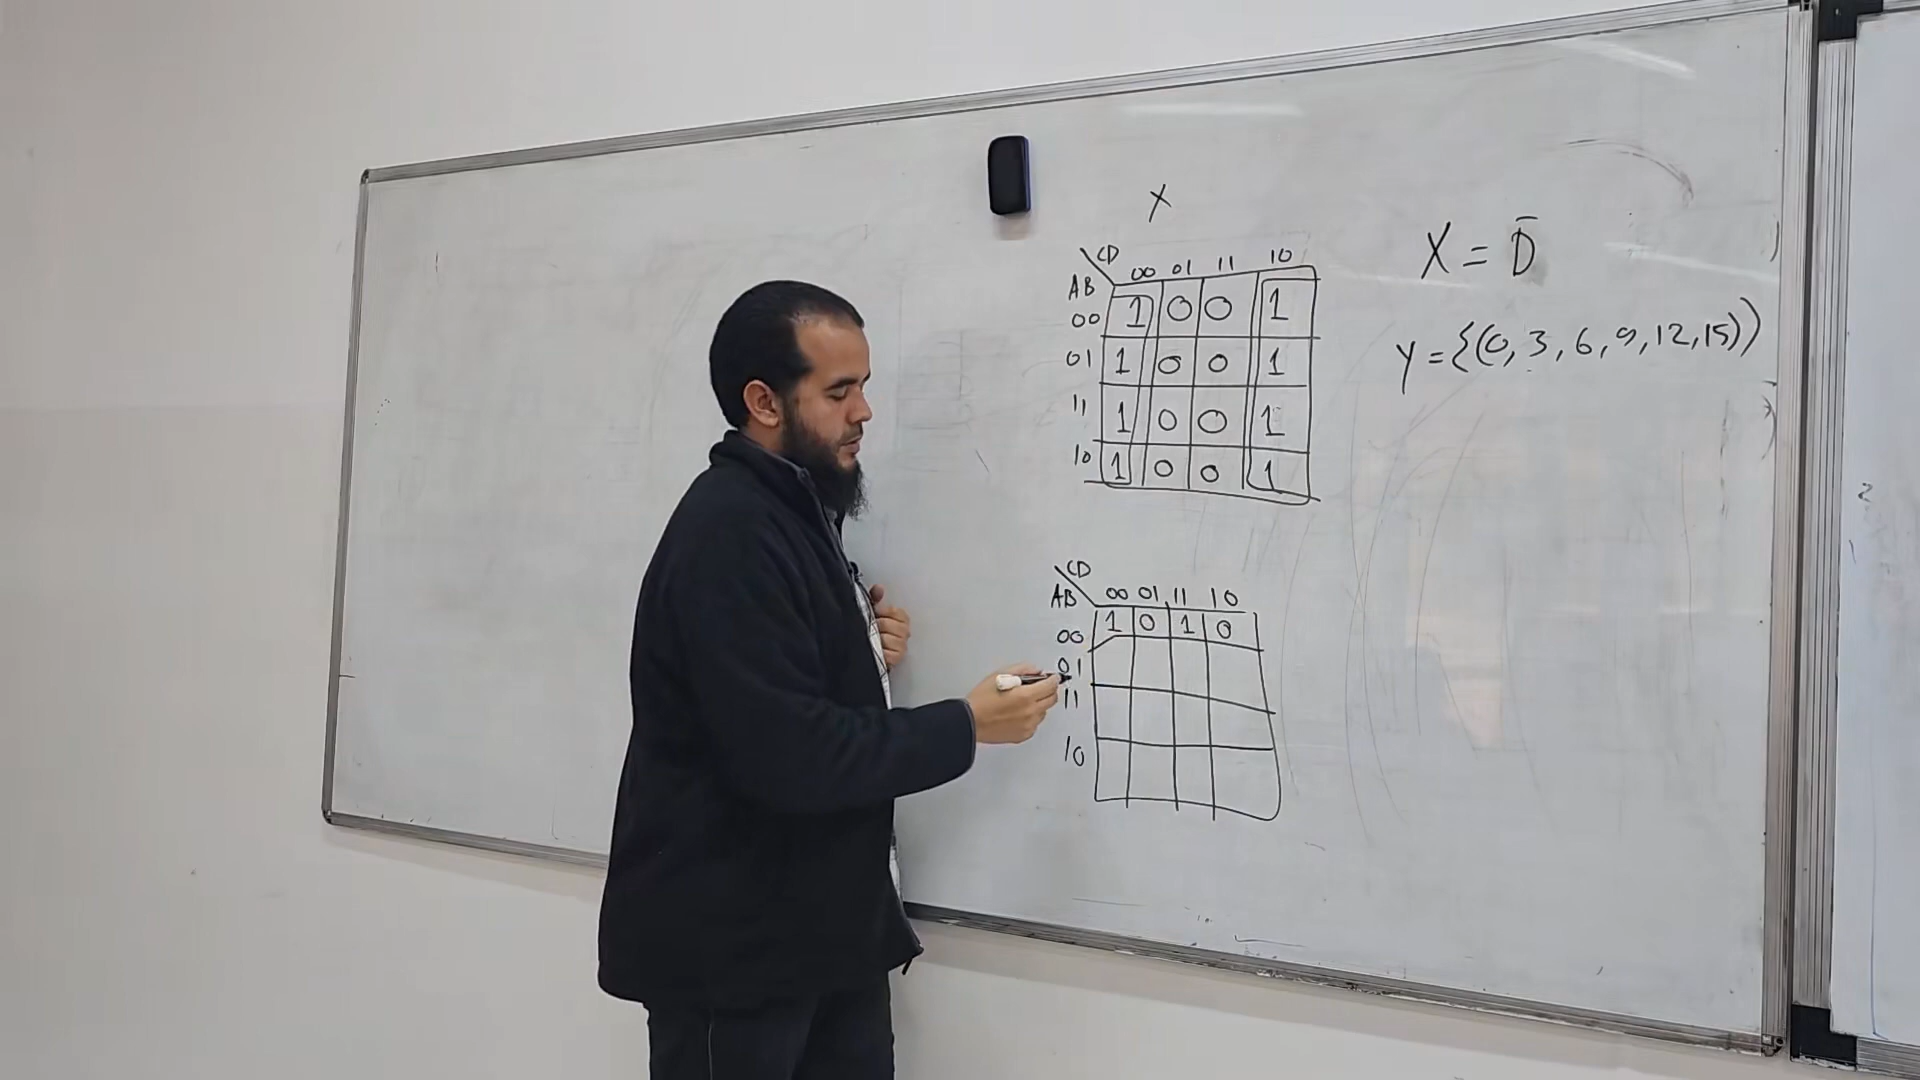 X
CD
00 01 11 10
AB
00 1 0 0 1
01 1 0 0 1
11 1 0 0 1
10 1 0 0 1
X = D̄
Y = {(0, 3, 6, 9, 12, 15))
CD
AB 00 01 11 10
00 1 0 1 0
01
11
10
2